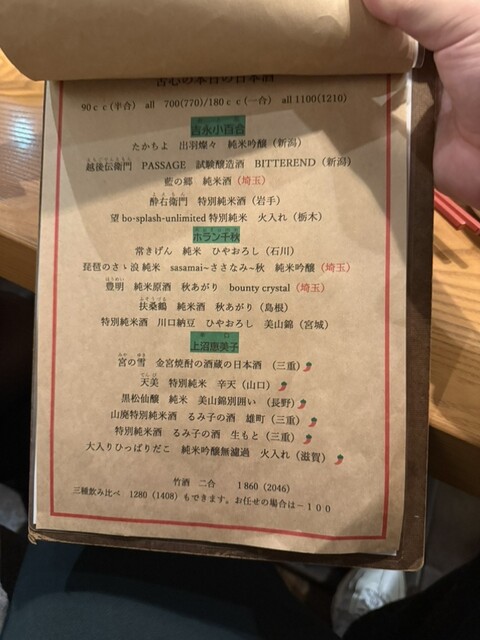 苦心の末日の日本酒
90ｃｃ(半合) all 700(770)/180ｃｃ(一合) all 1100(1210)
吉永小百合
たかちよ 出羽燦々 純米吟醸（新潟）
越後伝衛門 PASSAGE 試験醸造酒 BITTEREND（新潟）
藍の郷 純米酒（埼玉）
酔右衛門 特別純米酒（岩手）
望 bo-splash-unlimited 特別純米 火入れ（栃木）
ホラン千秋
常きげん 純米 ひやおろし（石川）
琵琶のさゝ浪 純米 sasamai~ささなみ~秋 純米吟醸（埼玉）
豊明 純米原酒 秋あがり bounty crystal（埼玉）
扶桑鶴 純米酒 秋あがり（島根）
特別純米酒 川口納豆 ひやおろし 美山錦（宮城）
上沼恵美子
宮の雪 金宮焼酎の酒蔵の日本酒 （三重）
天美 特別純米 辛天（山口）
黒松仙醸 純米 美山錦別囲い （長野）
山廃特別純米酒 るみ子の酒 雄町（三重）
特別純米酒 るみ子の酒 生もと（三重）
大入りひっぱりだこ 純米吟醸無濾過 火入れ（滋賀）
竹酒 二合 １860（2046）
三種飲み比べ 1280（1408）もできます。お任せの場合は－１００